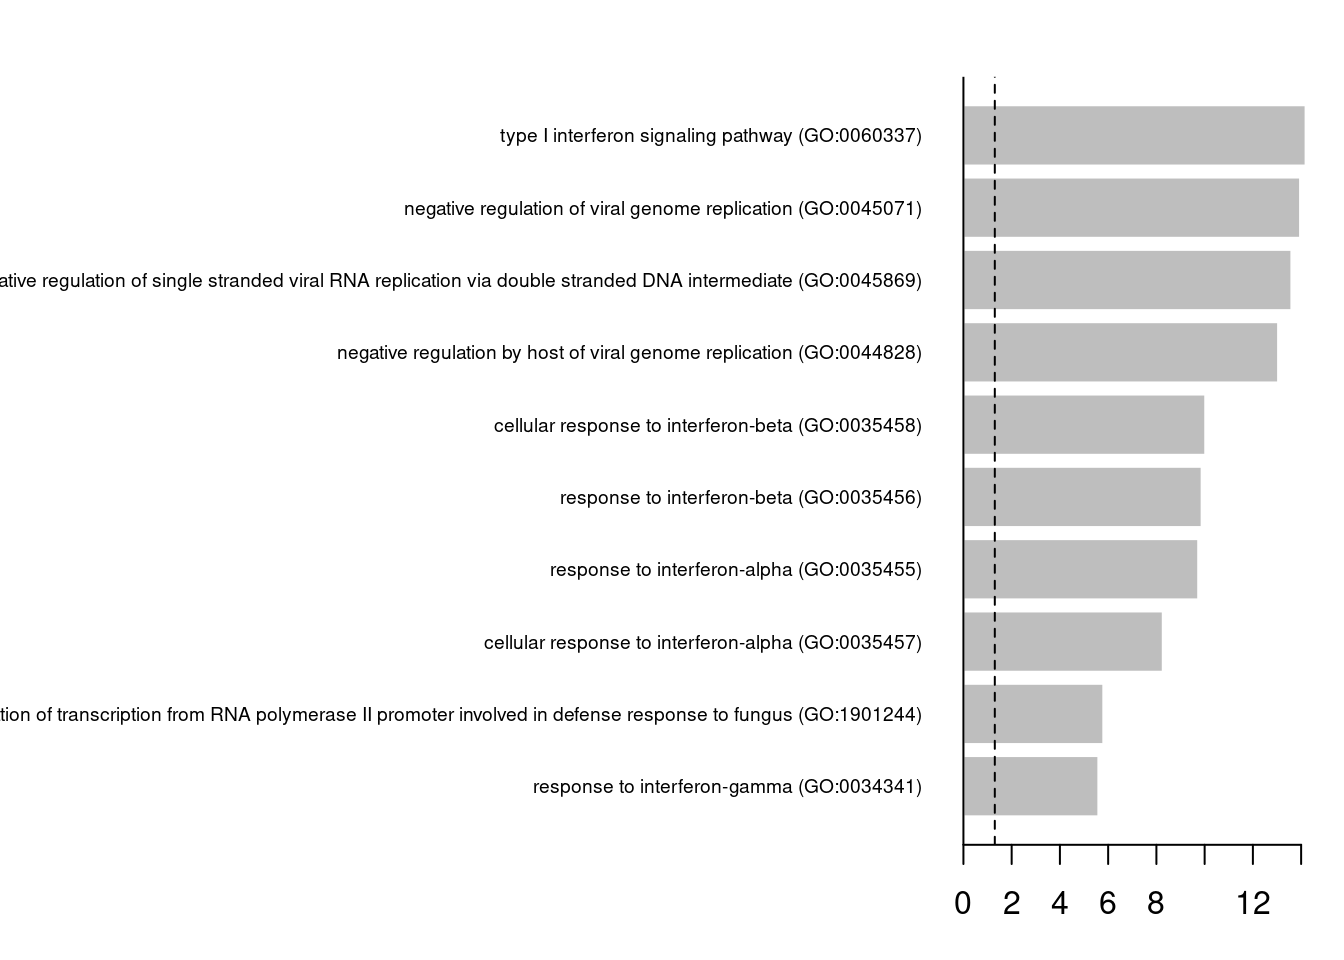 type I interferon signaling pathway (GO:0060337)
negative regulation of viral genome replication (GO:0045071)
ative regulation of single stranded viral RNA replication via double stranded DNA intermediate (GO:0045869)
negative regulation by host of viral genome replication (GO:0044828)
cellular response to interferon-beta (GO:0035458)
response to interferon-beta (GO:0035456)
response to interferon-alpha (GO:0035455)
cellular response to interferon-alpha (GO:0035457)
tion of transcription from RNA polymerase II promoter involved in defense response to fungus (GO:1901244)
response to interferon-gamma (GO:0034341)
0 2 4 6 8 12